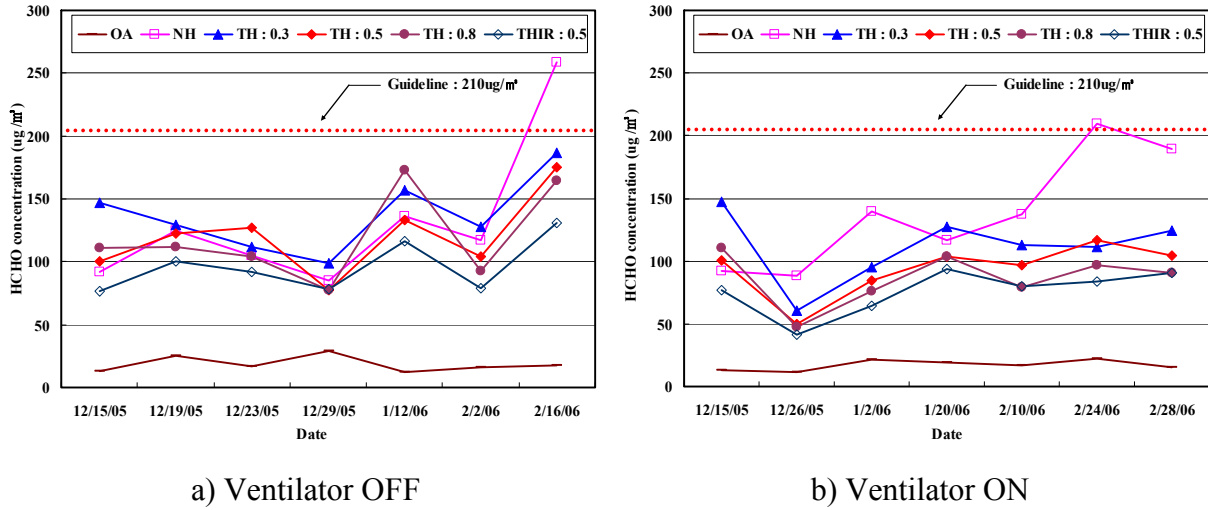 OA NH TH : 0.3 TH : 0.5 TH : 0.8 THIR : 0.5
Guideline : 210ug/㎥
HCHO concentration (ug /㎥)
300
250
200
150
100
50
0
12/15/05 12/19/05 12/23/05 12/29/05 1/12/06 2/2/06 2/16/06
Date
a) Ventilator OFF
OA NH TH : 0.3 TH : 0.5 TH : 0.8 THIR : 0.5
Guideline : 210ug/㎥
HCHO concentration (ug /㎥)
300
250
200
150
100
50
0
12/15/05 12/26/05 1/2/06 1/20/06 2/10/06 2/24/06 2/28/06
Date
b) Ventilator ON